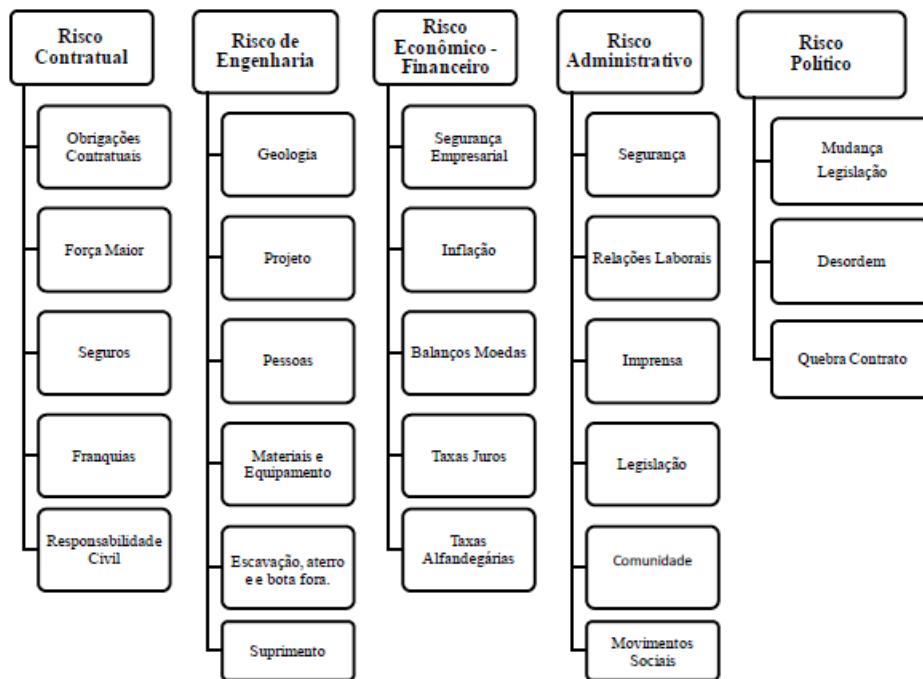 Risco
Contratual
Obrigações
Contratuais
Força Maior
Seguros
Franquias
Responsabilidade
Civil
Risco de
Engenharia
Geologia
Projeto
Pessoas
Materiais e
Equipamento
Escavação, aterro
e e bota fora.
Suprimento
Risco
Econômico -
Financeiro
Segurança
Empresarial
Inflação
Balanços Moedas
Taxas Juros
Taxas
Alfandegárias
Risco
Administrativo
Segurança
Relações Laborais
Imprensa
Legislação
Comunidade
Movimentos
Sociais
Risco
Político
Mudança
Legislação
Desordem
Quebra Contrato